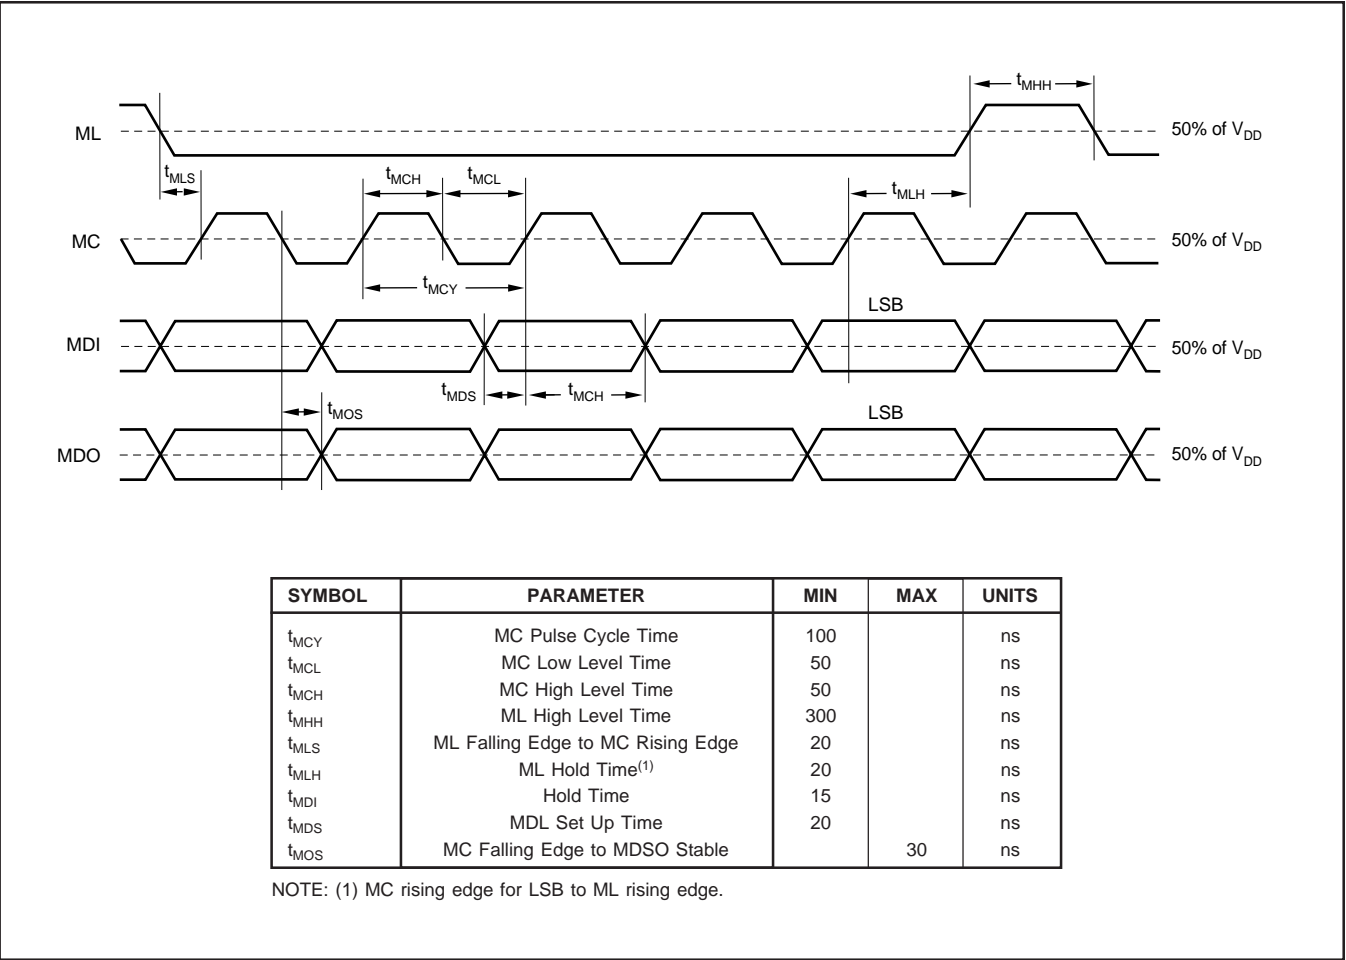 tMHH
ML
50% of VDD
tMLS
tMCH
tMCL
tMLH
MC
50% of VDD
tMCY
LSB
MDI
50% of VDD
tMDS
tMCH
tMOS
LSB
MDO
50% of VDD
SYMBOL PARAMETER MIN MAX UNITS
tMCY MC Pulse Cycle Time 100 ns
tMCL MC Low Level Time 50 ns
tMCH MC High Level Time 50 ns
tMHH ML High Level Time 300 ns
tMLS ML Falling Edge to MC Rising Edge 20 ns
tMLH ML Hold Time(1) 20 ns
tMDI Hold Time 15 ns
tMDS MDL Set Up Time 20 ns
tMOS MC Falling Edge to MDSO Stable 30 ns
NOTE: (1) MC rising edge for LSB to ML rising edge.